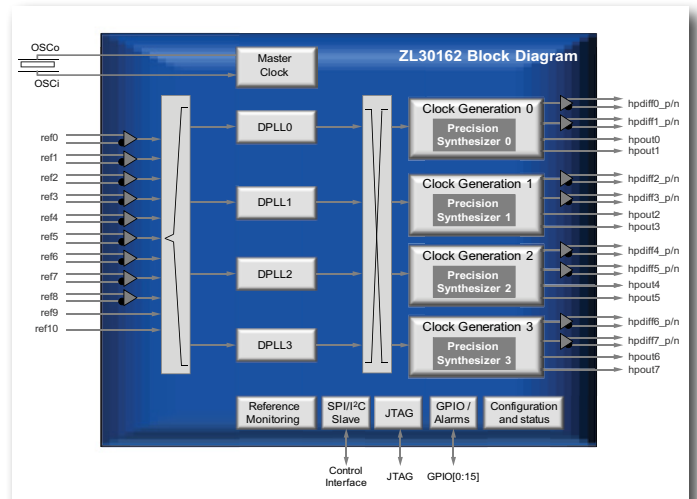 ZL30162 Block Diagram
OSCo
OSCi
Master
Clock
ref0
ref1
ref2
ref3
ref4
ref5
ref6
ref7
ref8
ref9
ref10
DPLL0
DPLL1
DPLL2
DPLL3
Clock Generation 0
Precision
Synthesizer 0
hpdiff0_p/n
hpdiff1_p/n
hpout0
hpout1
Clock Generation 1
Precision
Synthesizer 1
hpdiff2_p/n
hpdiff3_p/n
hpout2
hpout3
Clock Generation 2
Precision
Synthesizer 2
hpdiff4_p/n
hpdiff5_p/n
hpout4
hpout5
Clock Generation 3
Precision
Synthesizer 3
hpdiff6_p/n
hpdiff7_p/n
hpout6
hpout7
Reference
Monitoring
SPI/I²C
Slave
JTAG
GPIO /
Alarms
Configuration
and status
Control
Interface
JTAG
GPIO[0:15]